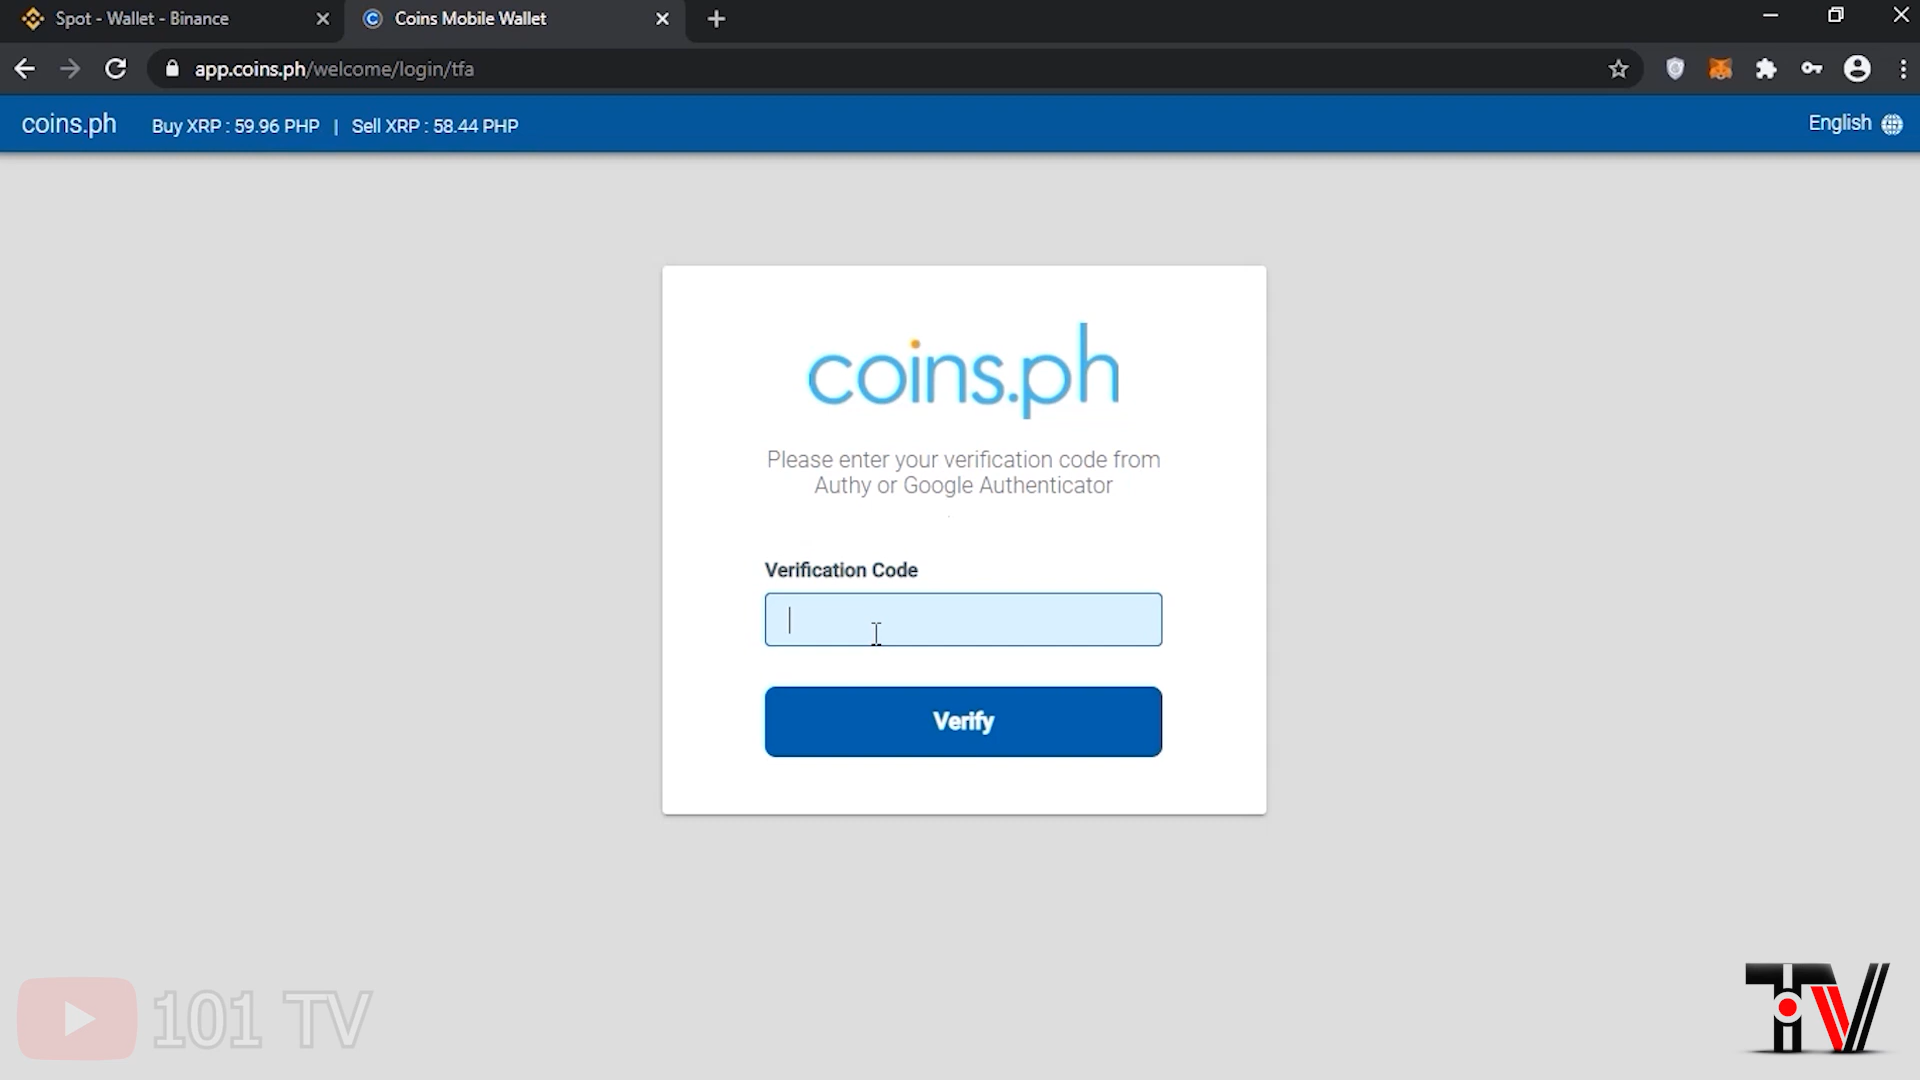 Spot - Wallet - Binance
Coins Mobile Wallet
app.coins.ph/welcome/login/tfa
coins.ph
Buy XRP : 59.96 PHP | Sell XRP : 58.44 PHP
English
coins.ph
Please enter your verification code from
Authy or Google Authenticator
Verification Code
Verify
101 TV
TV